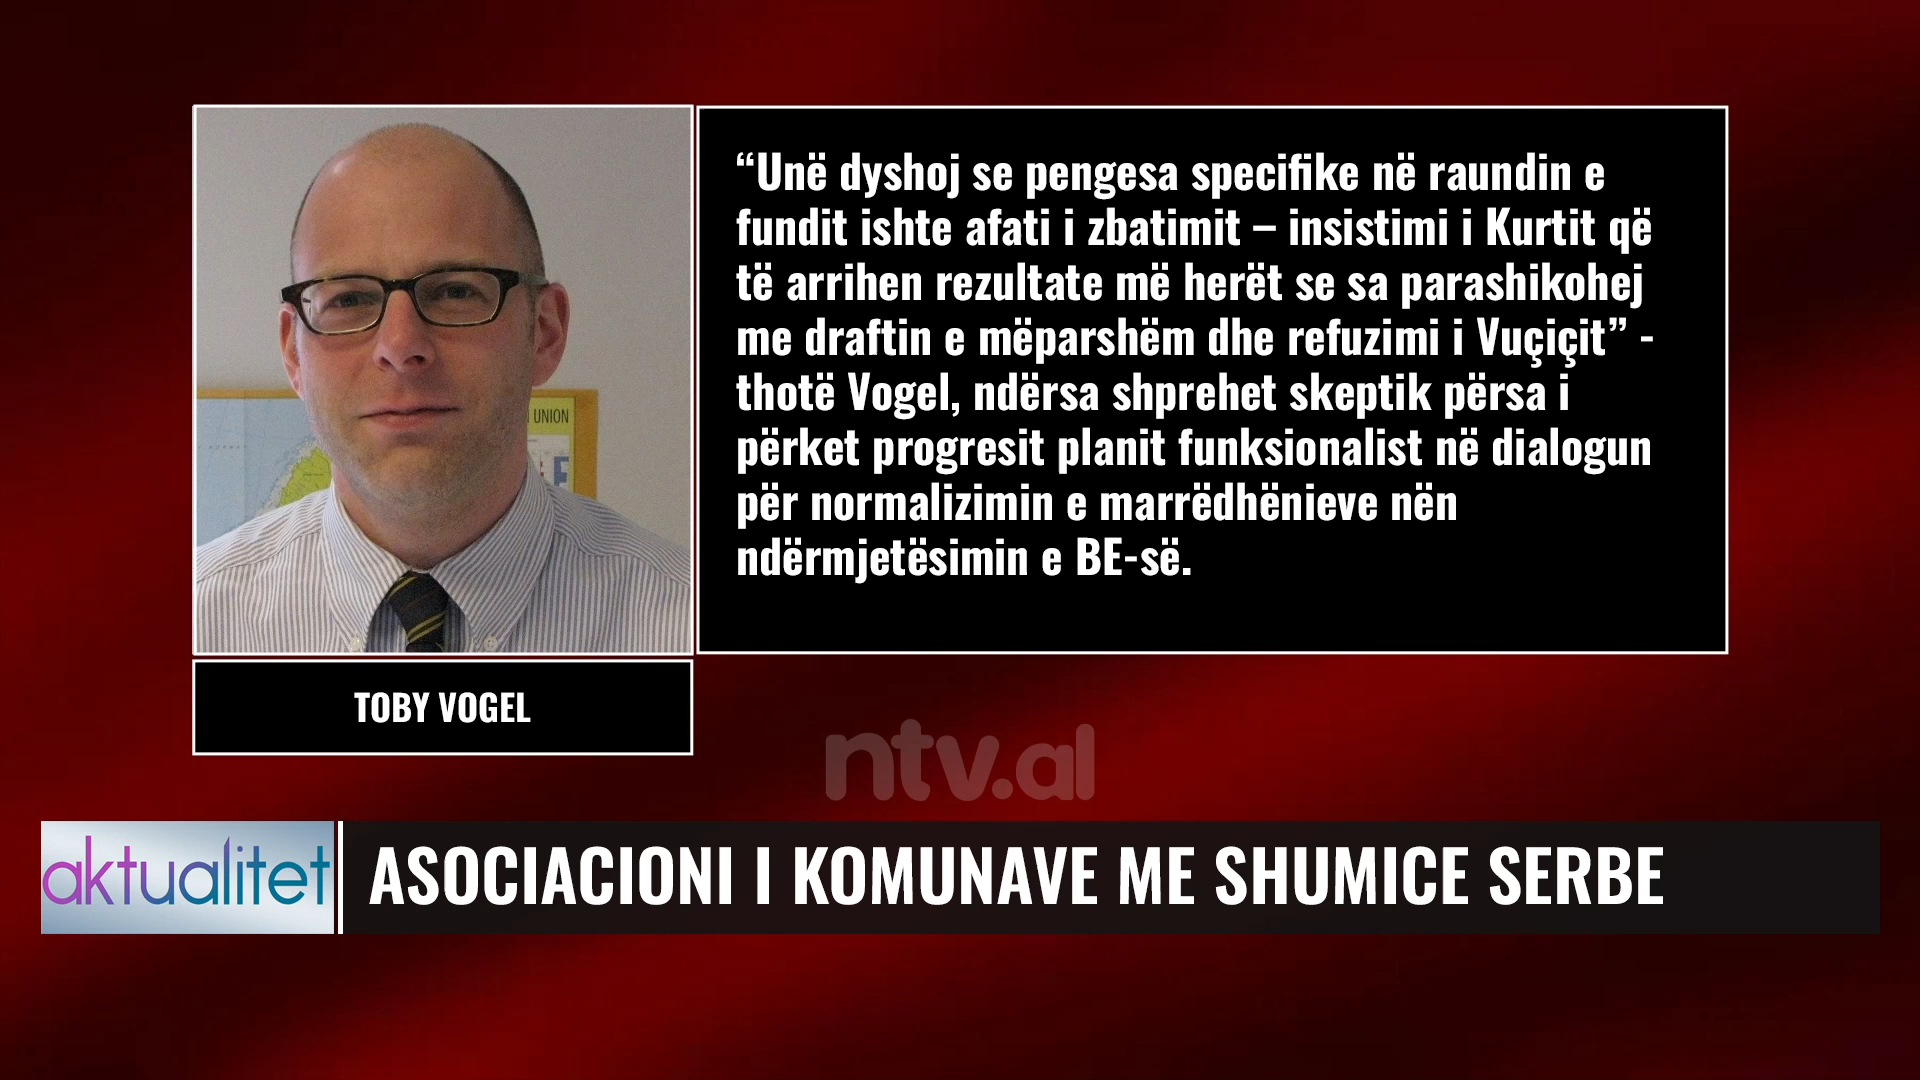 “Unë dyshoj se pengesa specifike në raundin e
fundit ishte afati i zbatimit – insistimi i Kurtit që
të arrihen rezultate më herët se sa parashikohej
me draftin e mëparshëm dhe refuzimi i Vuçiçit” -
thotë Vogel, ndërsa shprehet skeptik përsa i
përket progresit planit funksionalist në dialogun
për normalizimin e marrëdhënieve nën
ndërmjetësimin e BE-së.
UNION
TOBY VOGEL
ntv.al
aktualitet
ASOCIACIONI I KOMUNAVE ME SHUMICE SERBE